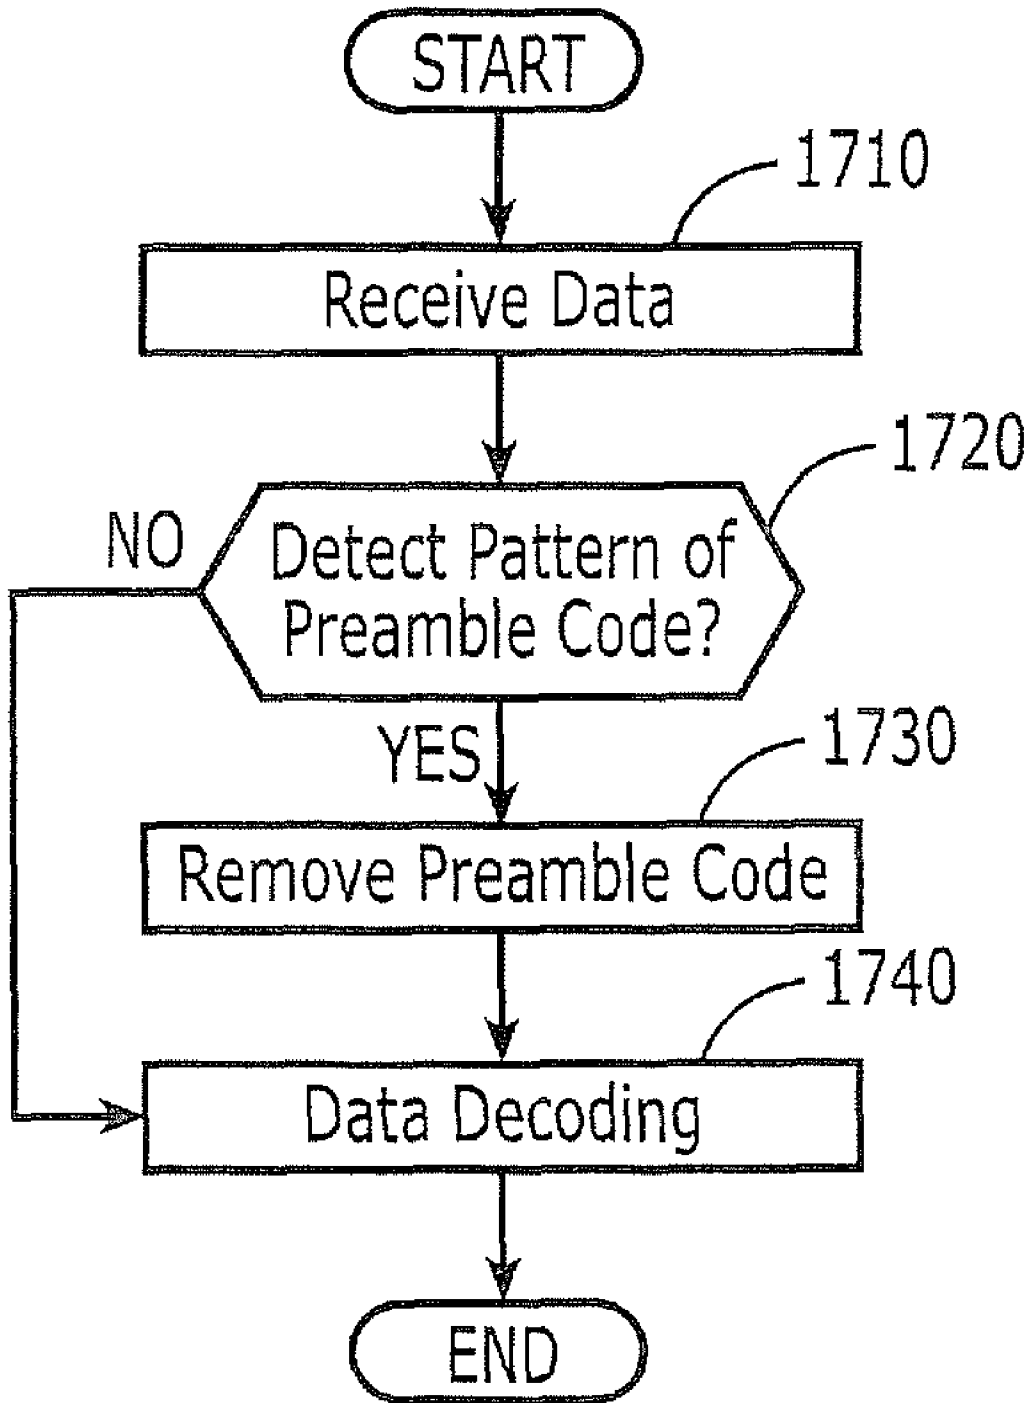 START
1710
Receive Data
1720
NO
Detect Pattern of
Preamble Code?
YES
1730
Remove Preamble Code
1740
Data Decoding
END